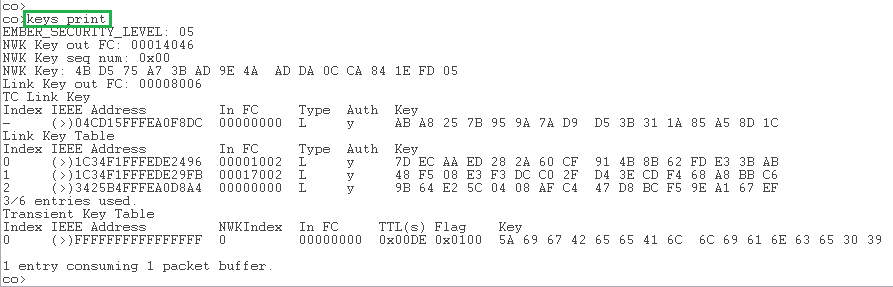 co>
co>keys print
EMBER_SECURITY_LEVEL: 05
NWK Key out FC: 00014046
NWK Key seq num: 0x00
NWK Key: 4B D5 75 A7 3B AD 9E 4A  AD DA 0C CA 84 1E FD 05
Link Key out FC: 00008006
TC Link Key
Index IEEE Address         In FC     Type  Auth  Key
-     (>)04CD15FFFEA0F8DC  00000000  L     y     AB A8 25 7B 95 9A 7A D9  D5 3B 31 1A 85 A5 8D 1C
Link Key Table
Index IEEE Address         In FC     Type  Auth  Key
0     (>)1C34F1FFFEDE2496  00001002  L     y     7D EC AA ED 28 2A 60 CF  91 4B 8B 62 FD E3 3B AB
1     (>)1C34F1FFFEDE29FB  00017002  L     y     48 F5 08 E3 F3 DC C0 2F  D4 3E CD F4 68 A8 BB C6
2     (>)3425B4FFFEA0D8A4  00000000  L     y     9B 64 E2 5C 04 08 AF C4  47 D8 BC F5 9E A1 67 EF
3/6 entries used.
Transient Key Table
Index IEEE Address         NWKIndex  In FC     TTL(s) Flag    Key
0     (>)FFFFFFFFFFFFFFFF  0         00000000  0x00DE 0x0100  5A 69 67 42 65 65 41 6C  6C 69 61 6E 63 65 30 39
1 entry consuming 1 packet buffer.
co>